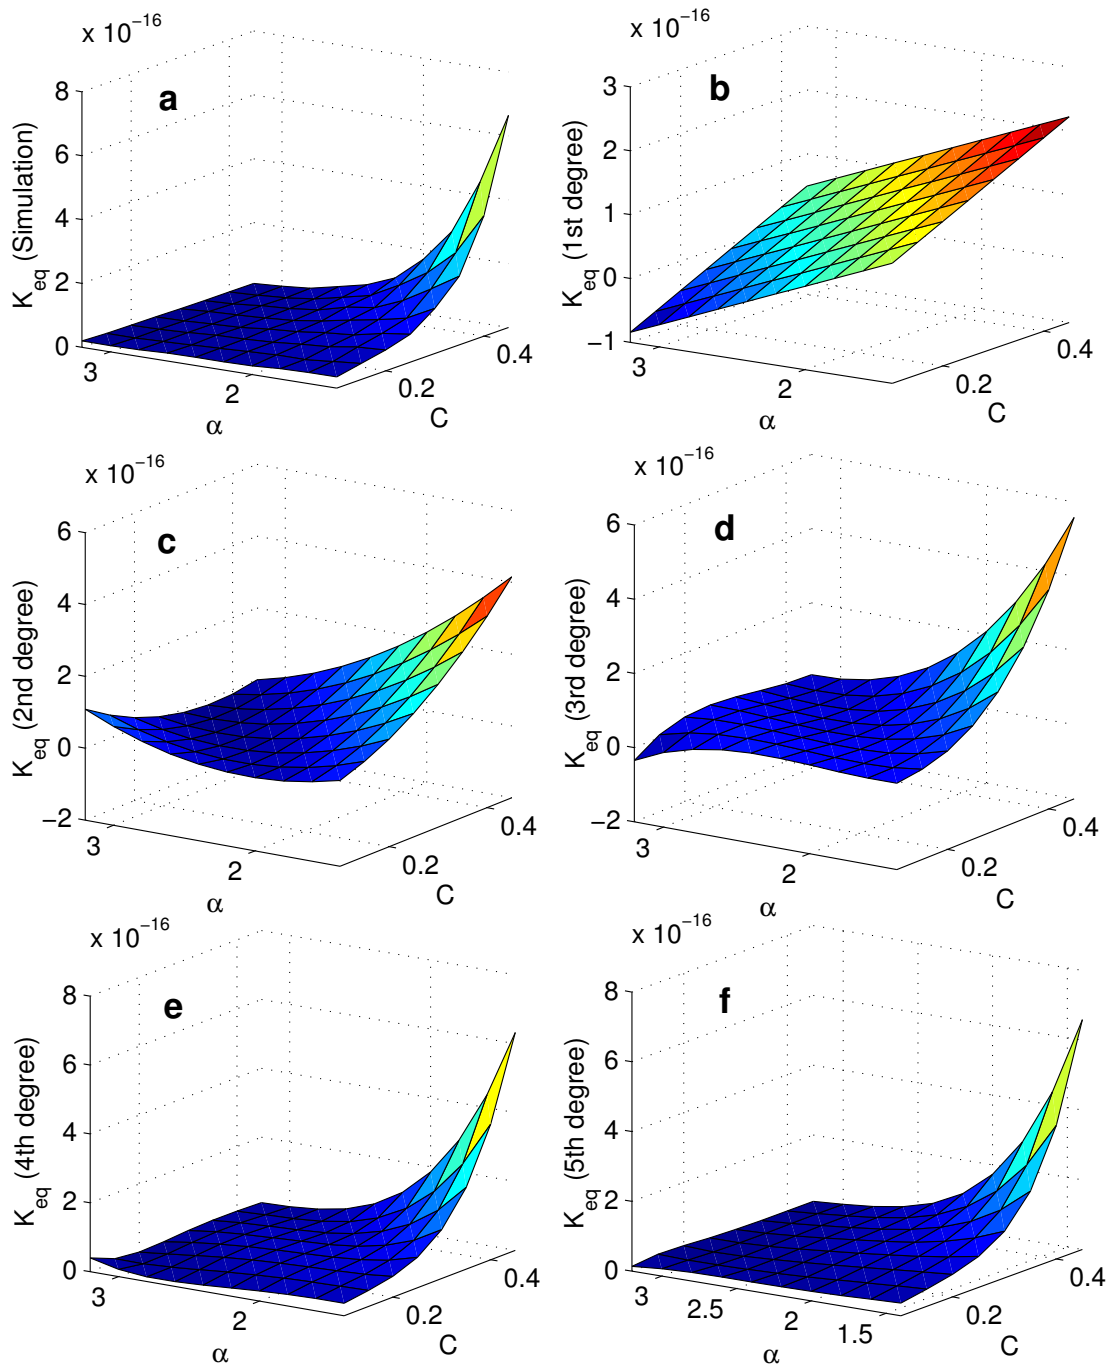 x 10⁻¹⁶
a
8
6
4
2
0
K_eq (Simulation)
3
2
α
0.2
0.4
C
x 10⁻¹⁶
b
3
2
1
0
−1
K_eq (1st degree)
3
2
α
0.2
0.4
C
x 10⁻¹⁶
c
6
4
2
0
−2
K_eq (2nd degree)
3
2
α
0.2
0.4
C
x 10⁻¹⁶
d
6
4
2
0
−2
K_eq (3rd degree)
3
2
α
0.2
0.4
C
x 10⁻¹⁶
e
8
6
4
2
0
K_eq (4th degree)
3
2
α
0.2
0.4
C
x 10⁻¹⁶
f
8
6
4
2
0
K_eq (5th degree)
3
2.5
2
1.5
α
0.2
0.4
C